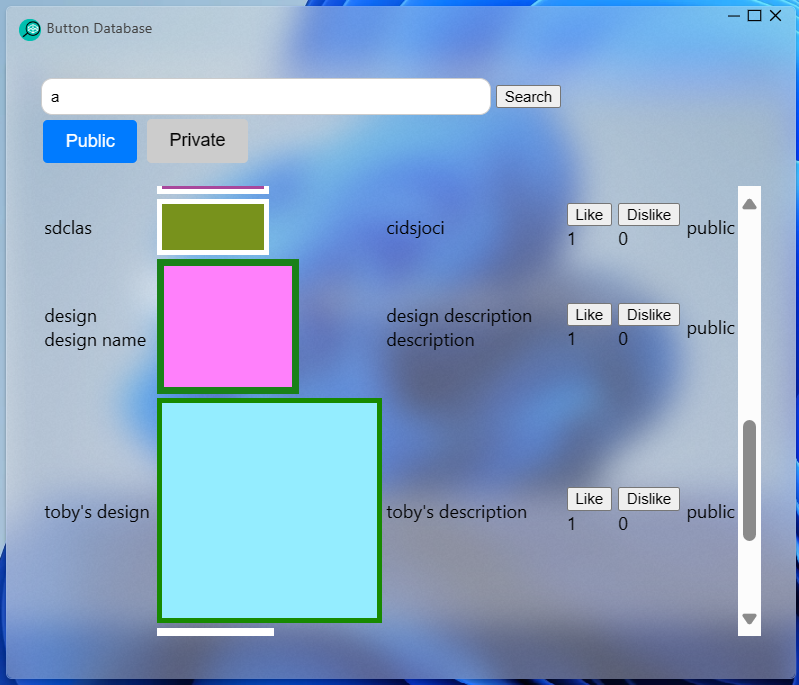 Button Database
a
Search
Public
Private
sdclas
cidsjoci
Like
Dislike
1
0
public
design
design name
design description
description
Like
Dislike
1
0
public
toby's design
toby's description
Like
Dislike
1
0
public